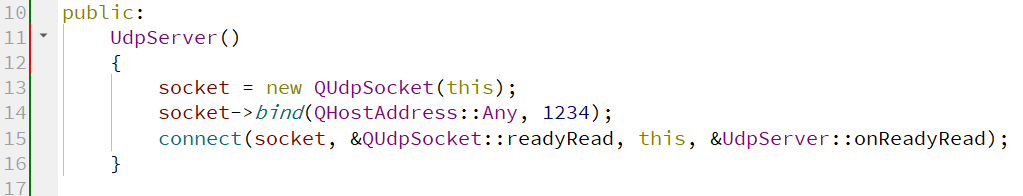 10 public:
11 UdpServer()
12 {
13 socket = new QUdpSocket(this);
14 socket->bind(QHostAddress::Any, 1234);
15 connect(socket, &QUdpSocket::readyRead, this, &UdpServer::onReadyRead);
16 }
17